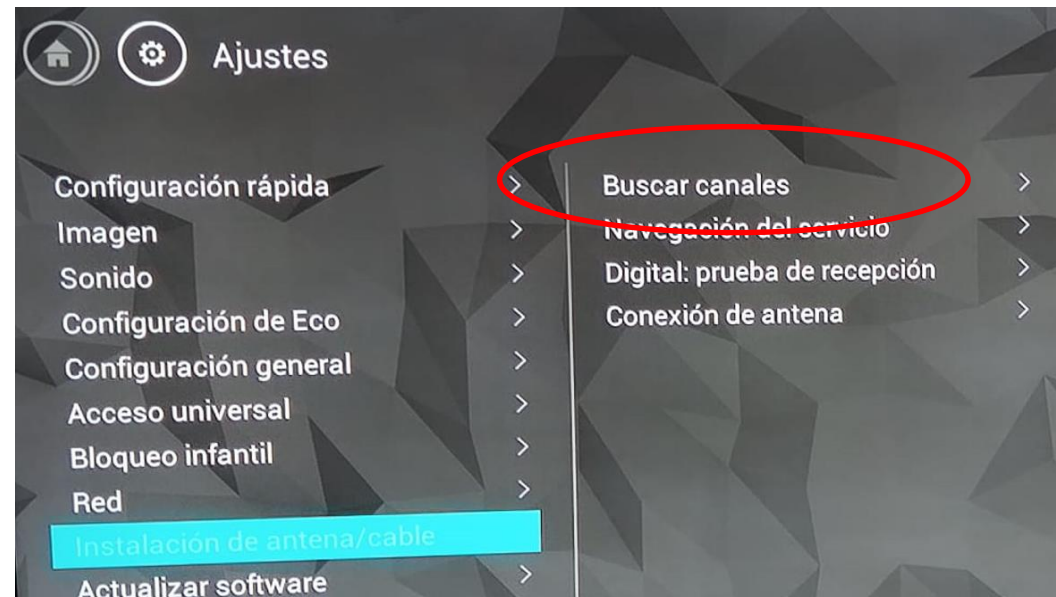 Ajustes
Configuración rápida
Imagen
Sonido
Configuración de Eco
Configuración general
Acceso universal
Bloqueo infantil
Red
Instalación de antena/cable
Actualizar software
Buscar canales
Navegación del servicio
Digital: prueba de recepción
Conexión de antena